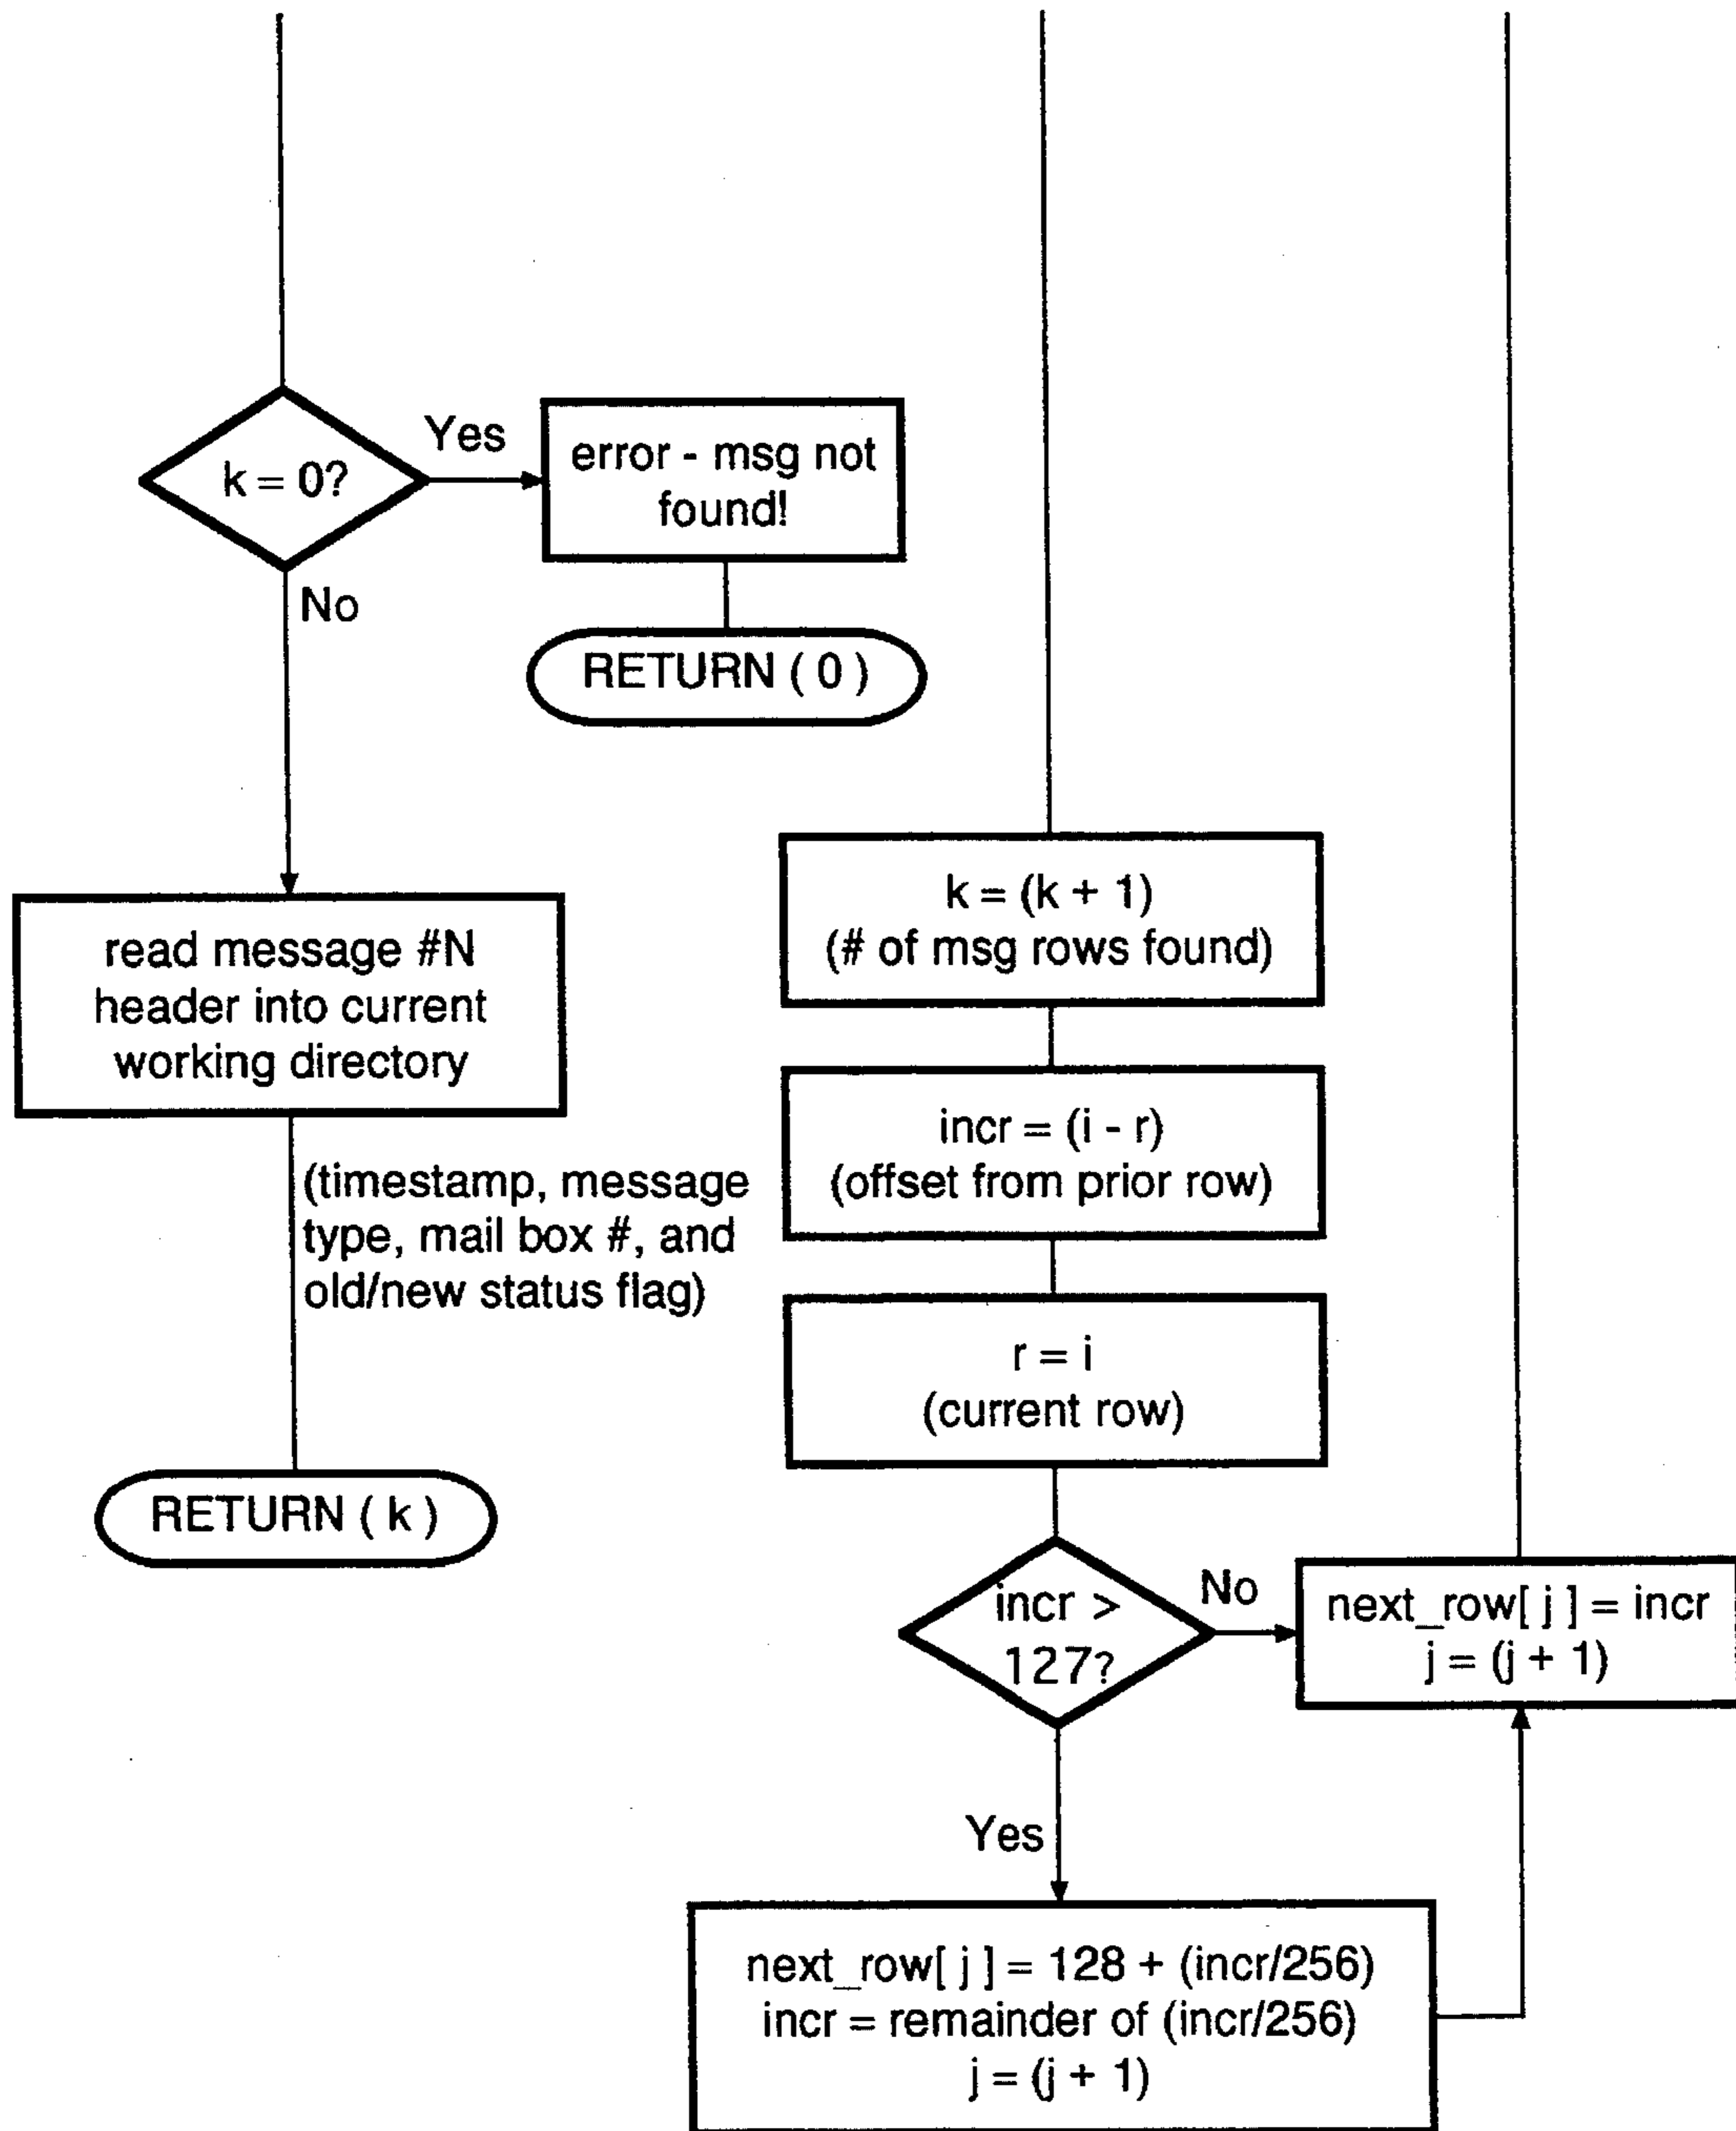 k = 0?
Yes
error - msg not
found!
No
RETURN ( 0 )
read message #N
header into current
working directory
(timestamp, message
type, mail box #, and
old/new status flag)
RETURN ( k )
k = (k + 1)
(# of msg rows found)
incr = (i - r)
(offset from prior row)
r = i
(current row)
incr >
127?
No
next_row[ j ] = incr
j = (j + 1)
Yes
next_row[ j ] = 128 + (incr/256)
incr = remainder of (incr/256)
j = (j + 1)